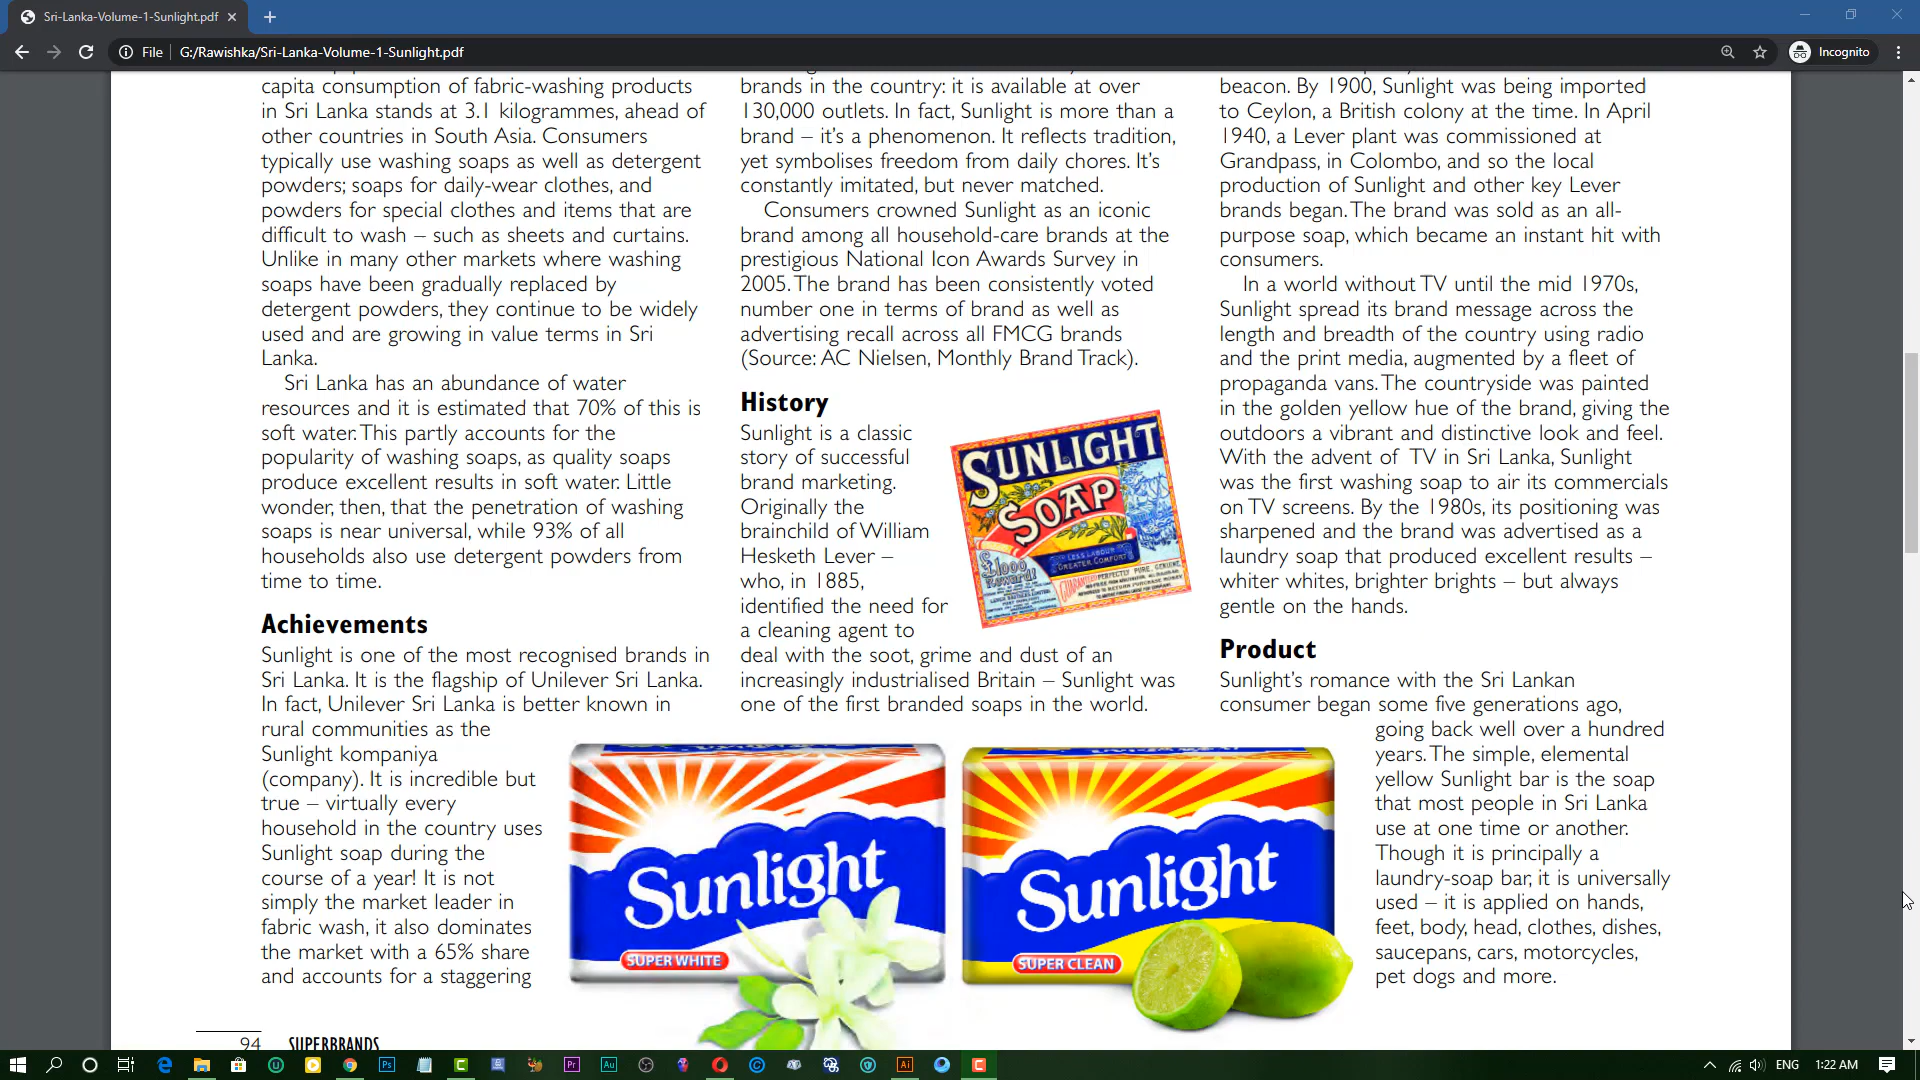 Sri-Lanka-Volume-1-Sunlight.pdf
File
G:/Rawishka/Sri-Lanka-Volume-1-Sunlight.pdf
Incognito
capita consumption of fabric-washing products
in Sri Lanka stands at 3.1 kilogrammes, ahead of
other countries in South Asia. Consumers
typically use washing soaps as well as detergent
powders; soaps for daily-wear clothes, and
powders for special clothes and items that are
difficult to wash – such as sheets and curtains.
Unlike in many other markets where washing
soaps have been gradually replaced by
detergent powders, they continue to be widely
used and are growing in value terms in Sri
Lanka.
Sri Lanka has an abundance of water
resources and it is estimated that 70% of this is
soft water. This partly accounts for the
popularity of washing soaps, as quality soaps
produce excellent results in soft water. Little
wonder, then, that the penetration of washing
soaps is near universal, while 93% of all
households also use detergent powders from
time to time.
Achievements
Sunlight is one of the most recognised brands in
Sri Lanka. It is the flagship of Unilever Sri Lanka.
In fact, Unilever Sri Lanka is better known in
rural communities as the
Sunlight kompaniya
(company). It is incredible but
true – virtually every
household in the country uses
Sunlight soap during the
course of a year! It is not
simply the market leader in
fabric wash, it also dominates
the market with a 65% share
and accounts for a staggering
brands in the country: it is available at over
130,000 outlets. In fact, Sunlight is more than a
brand – it's a phenomenon. It reflects tradition,
yet symbolises freedom from daily chores. It's
constantly imitated, but never matched.
Consumers crowned Sunlight as an iconic
brand among all household-care brands at the
prestigious National Icon Awards Survey in
2005. The brand has been consistently voted
number one in terms of brand as well as
advertising recall across all FMCG brands
(Source: AC Nielsen, Monthly Brand Track).
History
Sunlight is a classic
story of successful
brand marketing.
Originally the
brainchild of William
Hesketh Lever –
who, in 1885,
identified the need for
a cleaning agent to
deal with the soot, grime and dust of an
increasingly industrialised Britain – Sunlight was
one of the first branded soaps in the world.
SUNLIGHT
SOAP
LESS LABOUR
GREATER COMFORT
£1000
Reward!
GUARANTEED
PERFECTLY PURE, GENUINE
Sunlight
SUPER WHITE
Sunlight
SUPER CLEAN
beacon. By 1900, Sunlight was being imported
to Ceylon, a British colony at the time. In April
1940, a Lever plant was commissioned at
Grandpass, in Colombo, and so the local
production of Sunlight and other key Lever
brands began. The brand was sold as an all-
purpose soap, which became an instant hit with
consumers.
In a world without TV until the mid 1970s,
Sunlight spread its brand message across the
length and breadth of the country using radio
and the print media, augmented by a fleet of
propaganda vans. The countryside was painted
in the golden yellow hue of the brand, giving the
outdoors a vibrant and distinctive look and feel.
With the advent of TV in Sri Lanka, Sunlight
was the first washing soap to air its commercials
on TV screens. By the 1980s, its positioning was
sharpened and the brand was advertised as a
laundry soap that produced excellent results –
whiter whites, brighter brights – but always
gentle on the hands.
Product
Sunlight's romance with the Sri Lankan
consumer began some five generations ago,
going back well over a hundred
years. The simple, elemental
yellow Sunlight bar is the soap
that most people in Sri Lanka
use at one time or another.
Though it is principally a
laundry-soap bar, it is universally
used – it is applied on hands,
feet, body, head, clothes, dishes,
saucepans, cars, motorcycles,
pet dogs and more.
94 SUPERBRANDS
ENG
1:22 AM